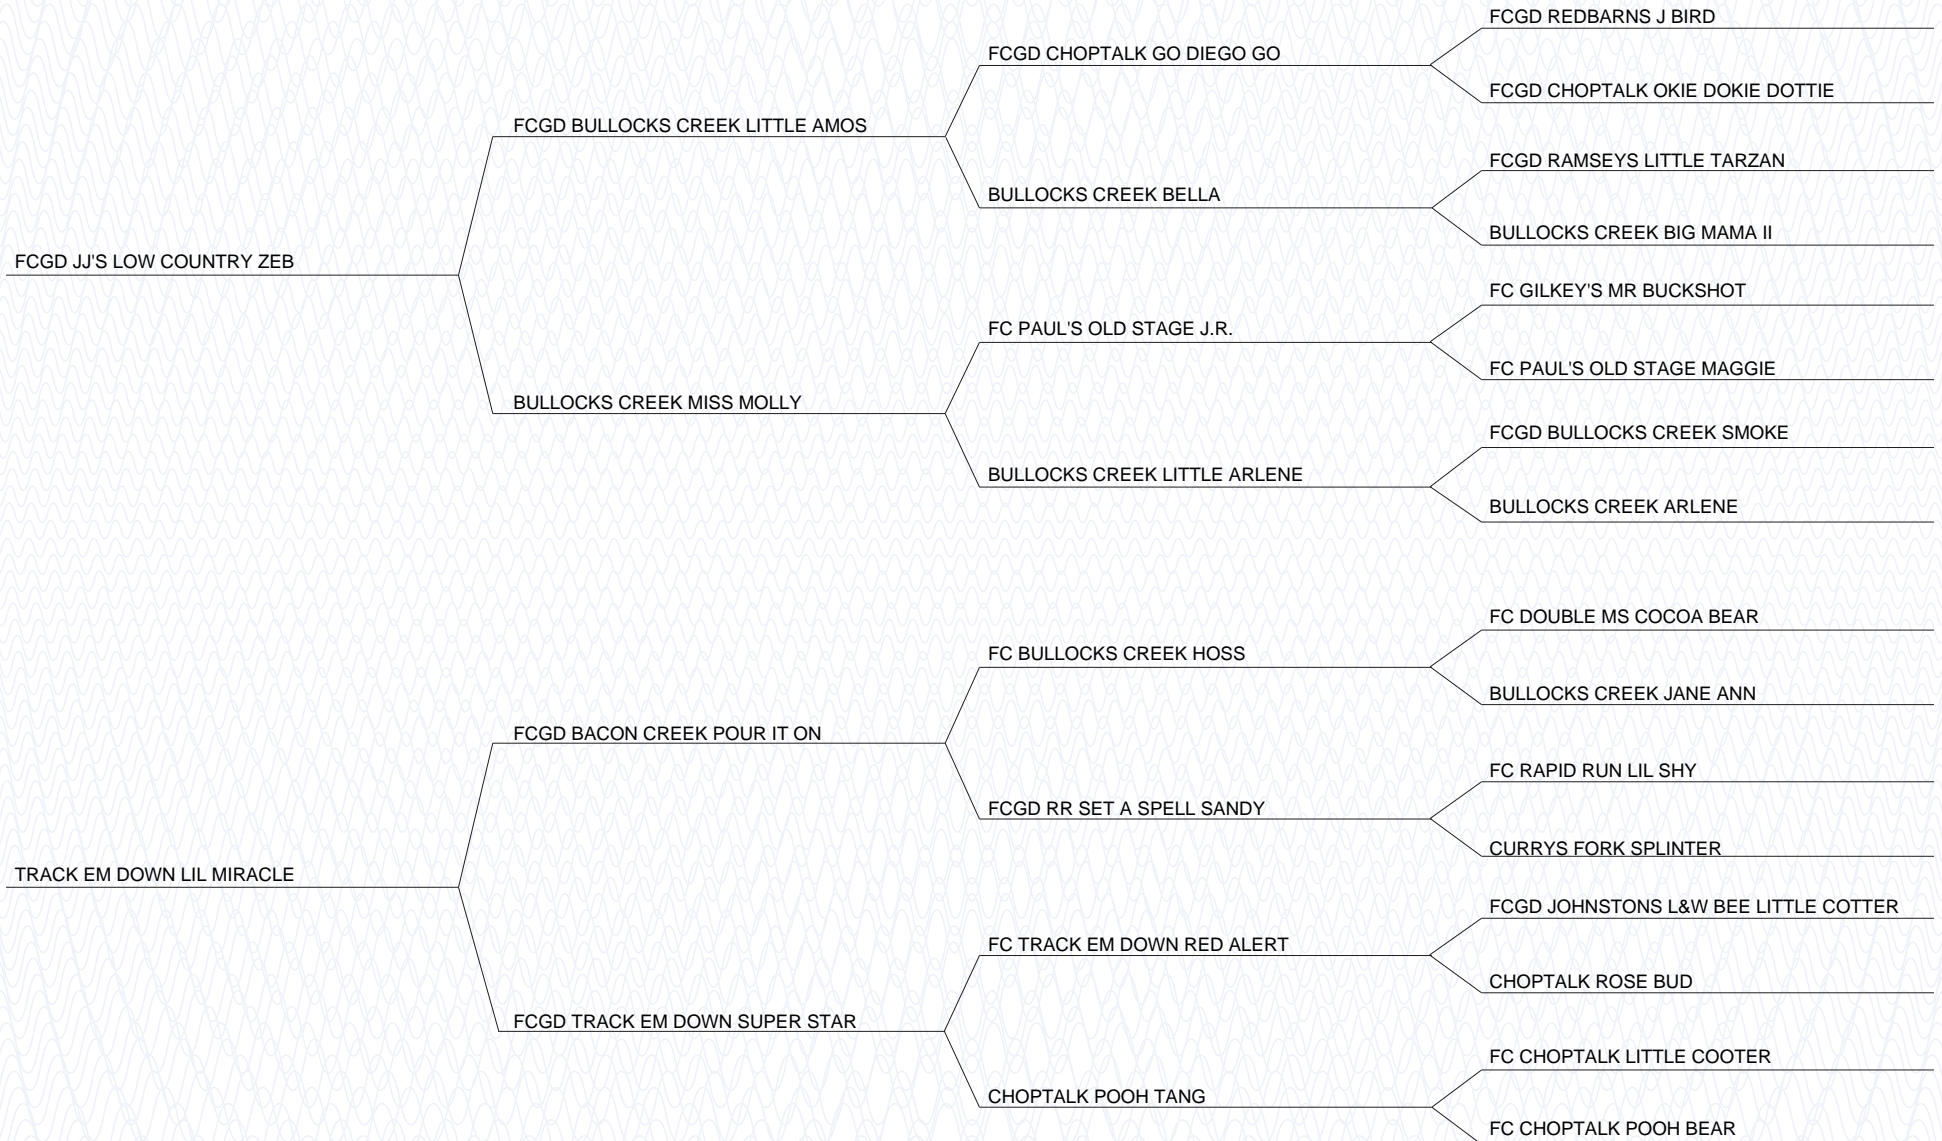 FCGD REDBARNS J BIRD
FCGD CHOPTALK GO DIEGO GO
FCGD CHOPTALK OKIE DOKIE DOTTIE
FCGD BULLOCKS CREEK LITTLE AMOS
FCGD RAMSEYS LITTLE TARZAN
BULLOCKS CREEK BELLA
BULLOCKS CREEK BIG MAMA II
FCGD JJ'S LOW COUNTRY ZEB
FC GILKEY'S MR BUCKSHOT
FC PAUL'S OLD STAGE J.R.
FC PAUL'S OLD STAGE MAGGIE
BULLOCKS CREEK MISS MOLLY
FCGD BULLOCKS CREEK SMOKE
BULLOCKS CREEK LITTLE ARLENE
BULLOCKS CREEK ARLENE
FC DOUBLE MS COCOA BEAR
FC BULLOCKS CREEK HOSS
BULLOCKS CREEK JANE ANN
FCGD BACON CREEK POUR IT ON
FC RAPID RUN LIL SHY
FCGD RR SET A SPELL SANDY
CURRYS FORK SPLINTER
TRACK EM DOWN LIL MIRACLE
FCGD JOHNSTONS L&W BEE LITTLE COTTER
FC TRACK EM DOWN RED ALERT
CHOPTALK ROSE BUD
FCGD TRACK EM DOWN SUPER STAR
FC CHOPTALK LITTLE COOTER
CHOPTALK POOH TANG
FC CHOPTALK POOH BEAR